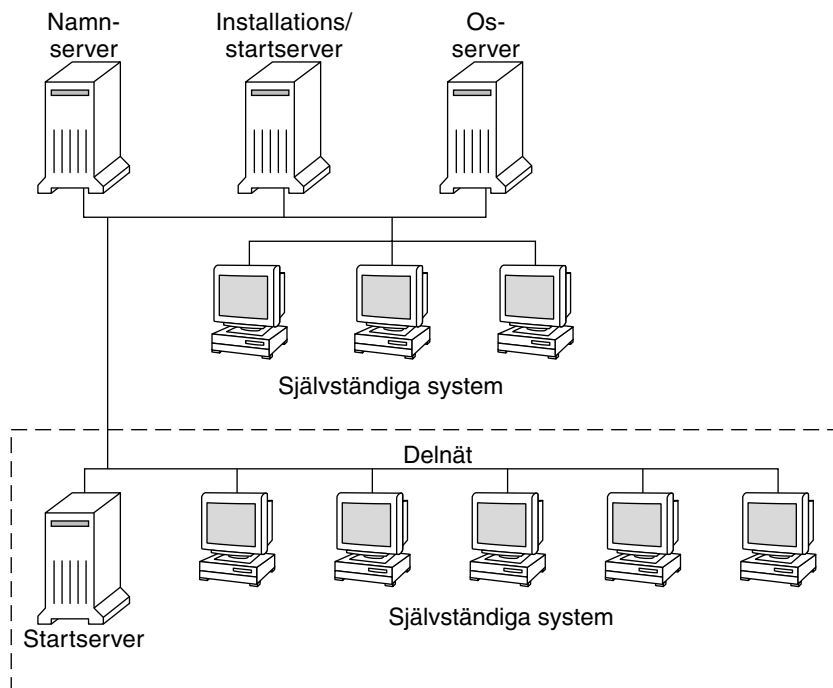 Namn-
server
Installations/
startserver
Os-
server
Självständiga system
Delnät
Startserver
Självständiga system